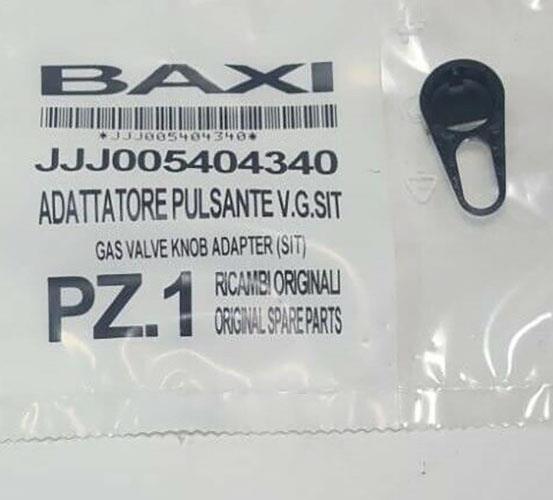 BAXI
*JJJ005404340*
JJJ005404340
ADATTATORE PULSANTE V.G.SIT
GAS VALVE KNOB ADAPTER (SIT)
PZ.1
RICAMBI ORIGINALI
ORIGINAL SPARE PARTS